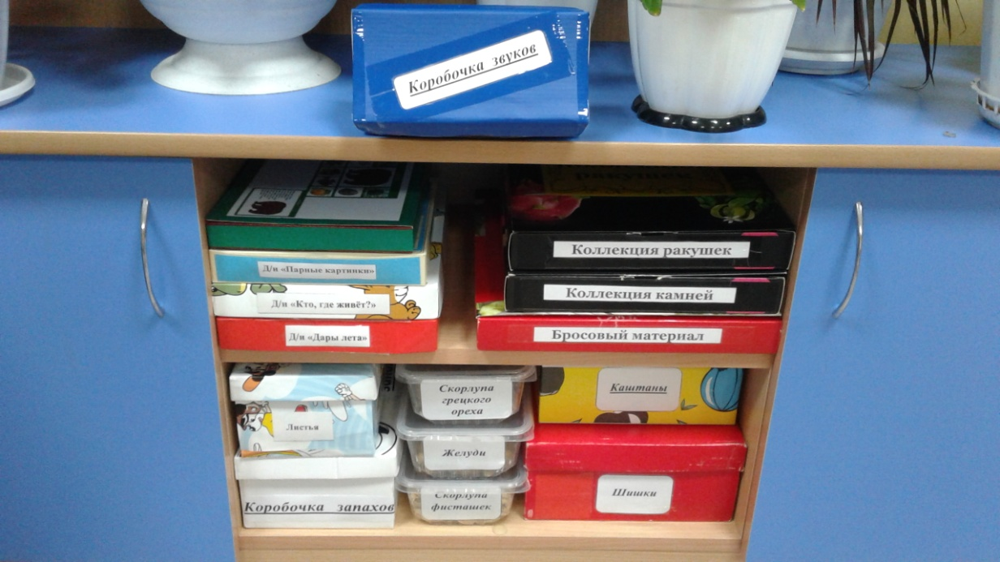 Коробочка звуков
Д/и «Парные картинки»
Д/и «Кто, где живёт?»
Д/и «Дары лета»
ракушек
Коллекция ракушек
Коллекция камней
Бросовый материал
Листья
Коробочка запахов
Скорлупа
грецкого
ореха
Желуди
Скорлупа
фисташек
Каштаны
Шишки